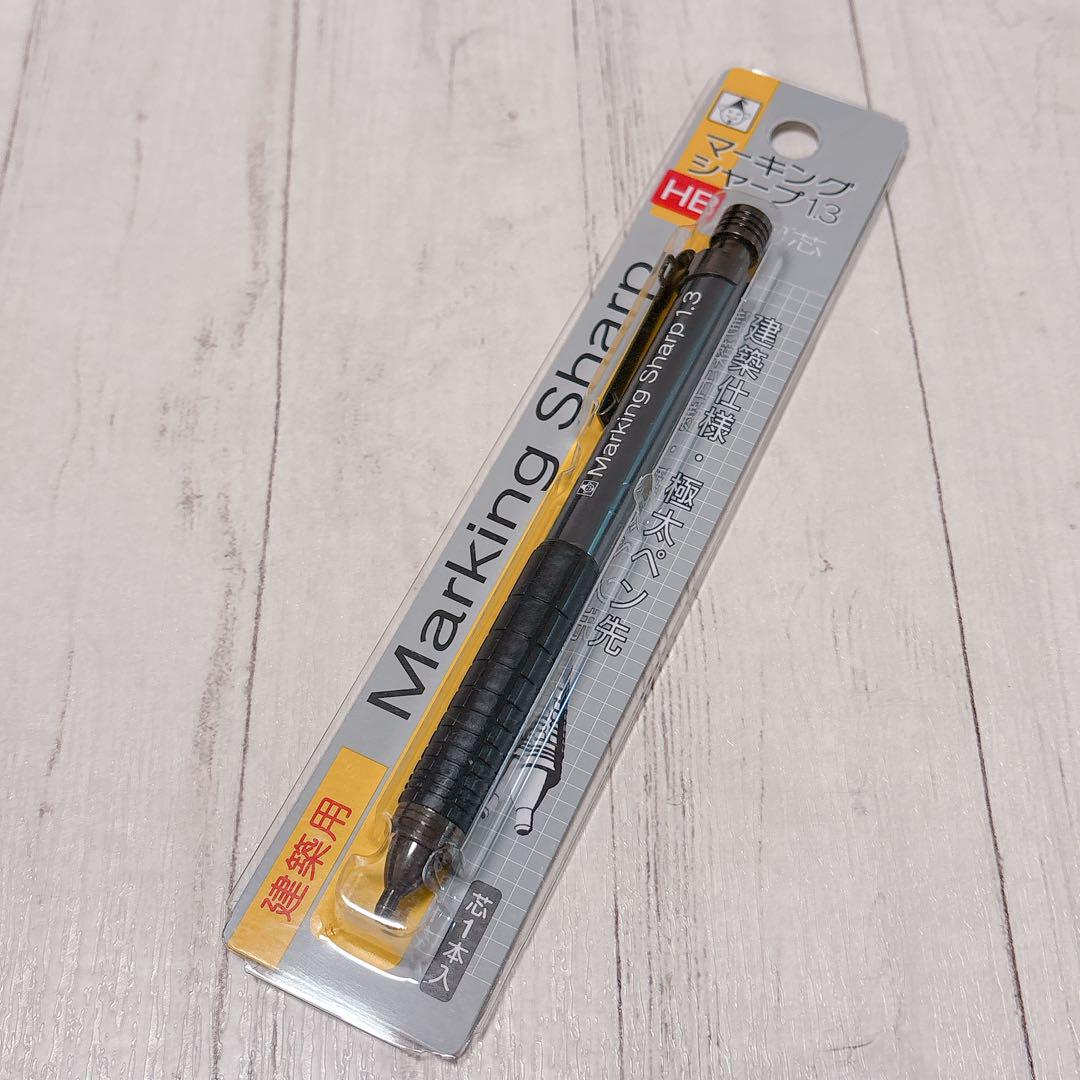 マーキング
シャープ13
HB
芯
Marking Sharp
Marking Sharp 1.3
建築仕様・極太ペン先
建築用
芯1本入